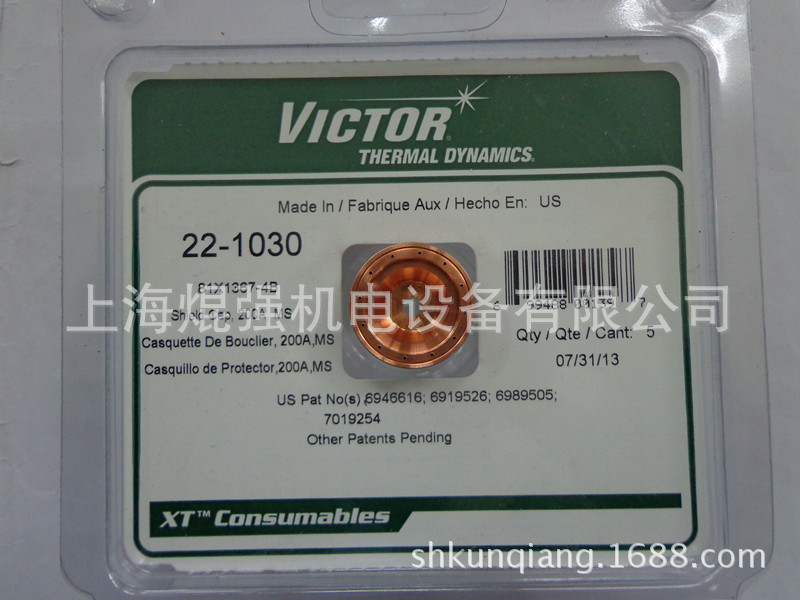 VICTOR®
THERMAL DYNAMICS®
Made In / Fabrique Aux / Hecho En: US
22-1030
81X1367-4B
上海焜强机电设备有限公司
Shield Cap, 200A, MS
Qty / Qte / Cant: 5
Casquette De Bouclier, 200A,MS
07/31/13
Casquillo de Protector,200A,MS
US Pat No(s) 6946616; 6919526; 6989505;
7019254
Other Patents Pending
XT™ Consumables
shkunqiang.1688.com